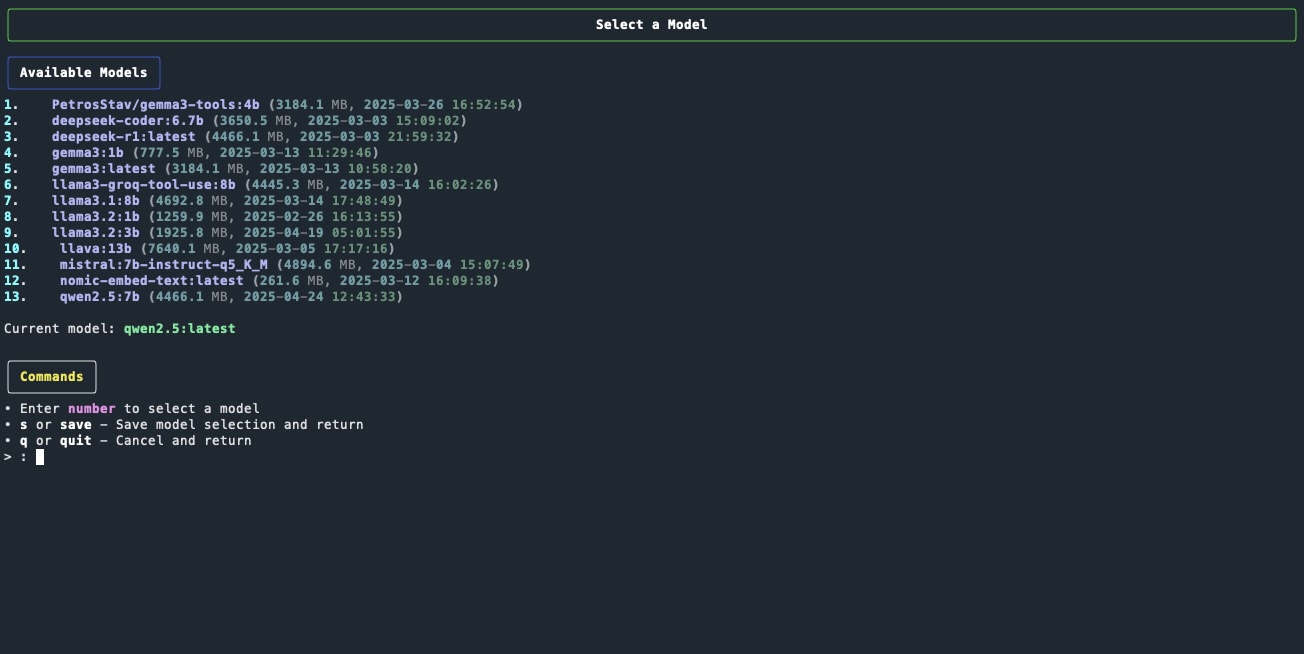 Select a Model
Available Models
1. PetrosStav/gemma3-tools:4b (3184.1 MB, 2025-03-26 16:52:54)
2. deepseek-coder:6.7b (3650.5 MB, 2025-03-03 15:09:02)
3. deepseek-r1:latest (4466.1 MB, 2025-03-03 21:59:32)
4. gemma3:1b (777.5 MB, 2025-03-13 11:29:46)
5. gemma3:latest (3184.1 MB, 2025-03-13 10:58:20)
6. llama3-groq-tool-use:8b (4445.3 MB, 2025-03-14 16:02:26)
7. llama3.1:8b (4692.8 MB, 2025-03-14 17:48:49)
8. llama3.2:1b (1259.9 MB, 2025-02-26 16:13:55)
9. llama3.2:3b (1925.8 MB, 2025-04-19 05:01:55)
10. llava:13b (7640.1 MB, 2025-03-05 17:17:16)
11. mistral:7b-instruct-q5_K_M (4894.6 MB, 2025-03-04 15:07:49)
12. nomic-embed-text:latest (261.6 MB, 2025-03-12 16:09:38)
13. qwen2.5:7b (4466.1 MB, 2025-04-24 12:43:33)
Current model: qwen2.5:latest
Commands
• Enter number to select a model
• s or save – Save model selection and return
• q or quit – Cancel and return
> :